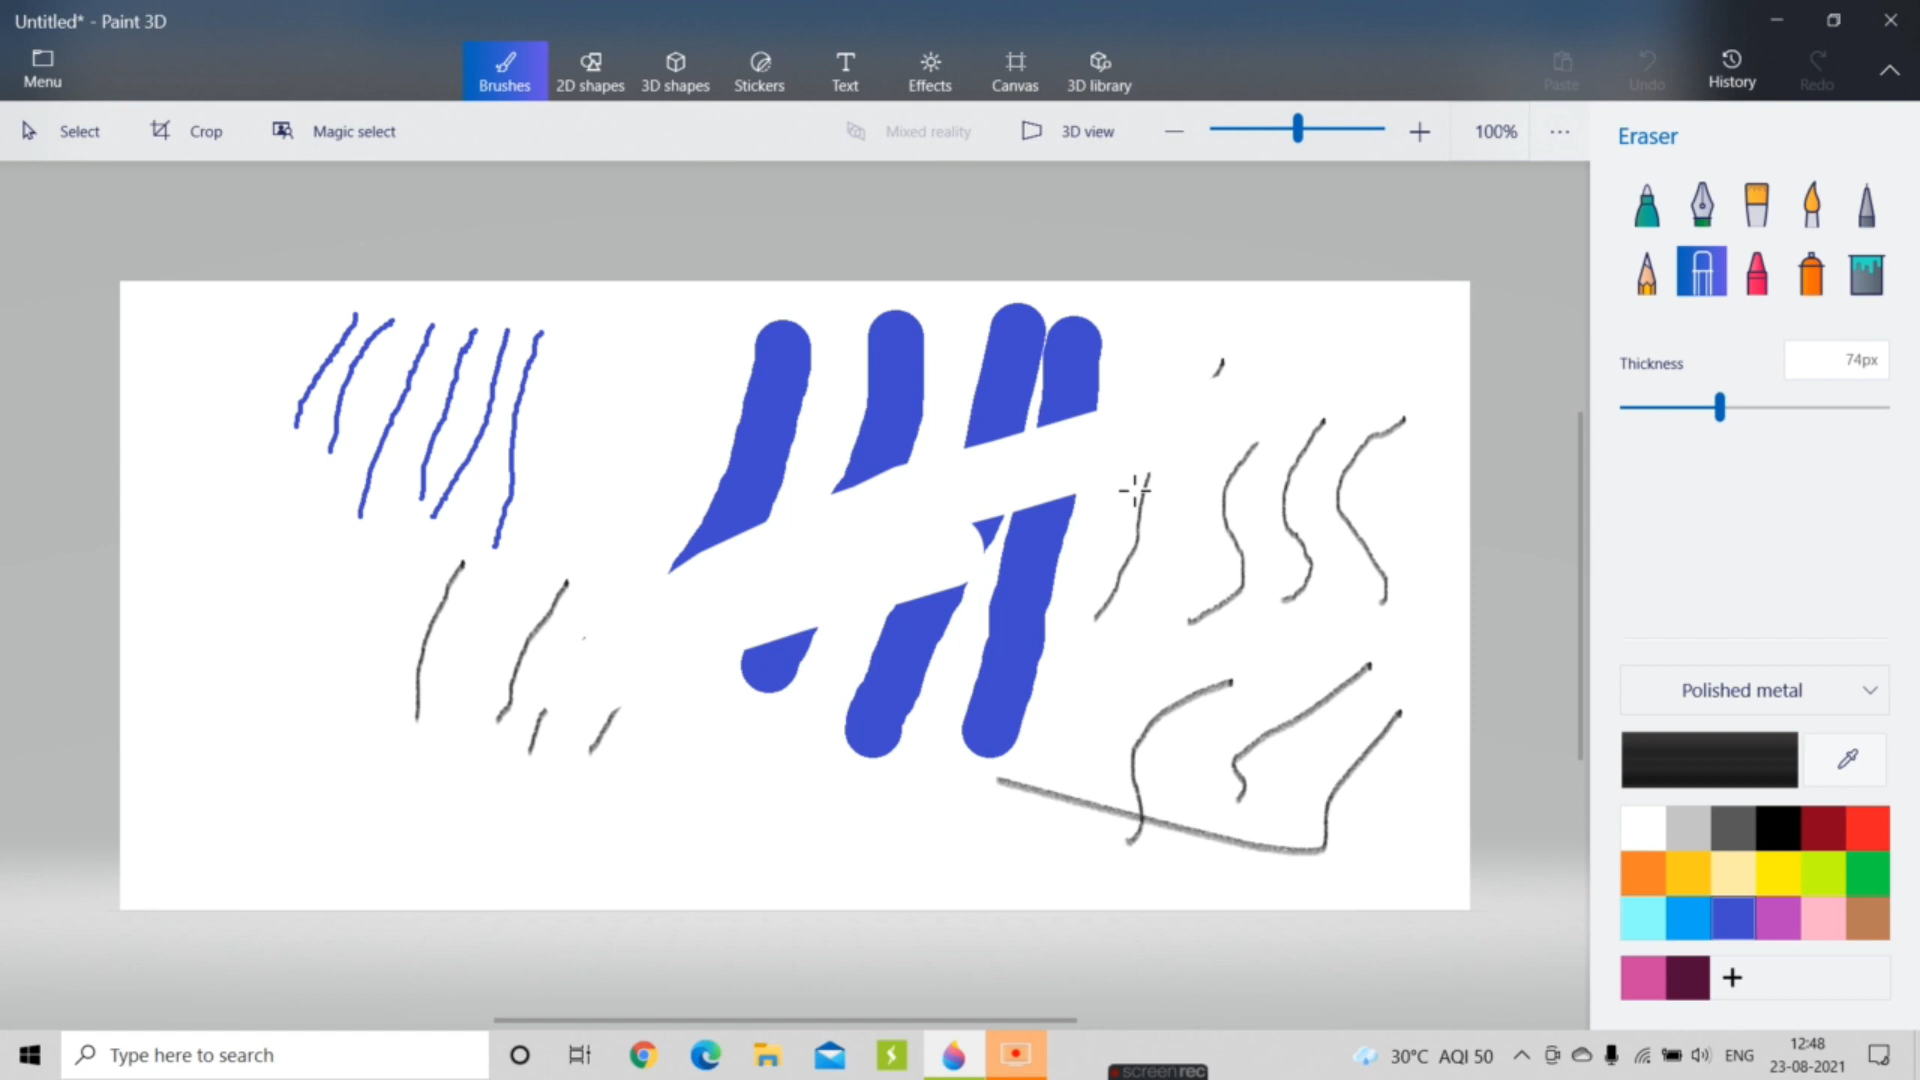 Untitled* - Paint 3D
Menu
Brushes
2D shapes
3D shapes
Stickers
Text
Effects
Canvas
3D library
Paste
Undo
History
Redo
Select
Crop
Magic select
Mixed reality
3D view
100%
Eraser
Thickness
74px
Polished metal
Type here to search
30°C AQI 50
ENG
12:48
23-08-2021
screenrec